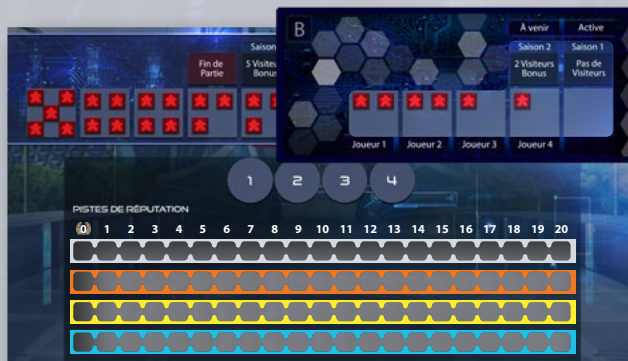 B
À venir Active
Saison
Saison 2 Saison 1
Fin de
Partie
5 Visiteu
Bonus
2 Visiteurs
Bonus
Pas de
Visiteurs
Joueur 1 Joueur 2 Joueur 3 Joueur 4
1 2 3 4
PISTES DE RÉPUTATION
0 1 2 3 4 5 6 7 8 9 10 11 12 13 14 15 16 17 18 19 20